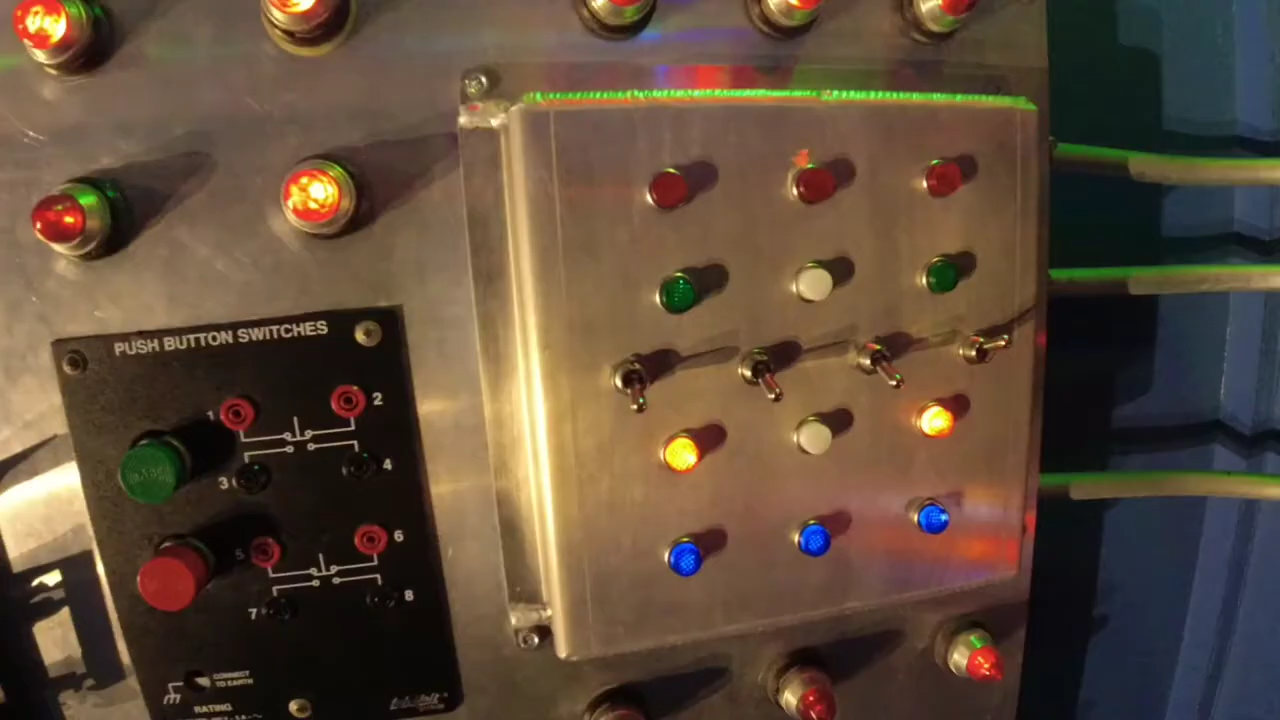 PUSH BUTTON SWITCHES
1 2
3 4
5 6
7 8
CONNECT
TO EARTH
RATING